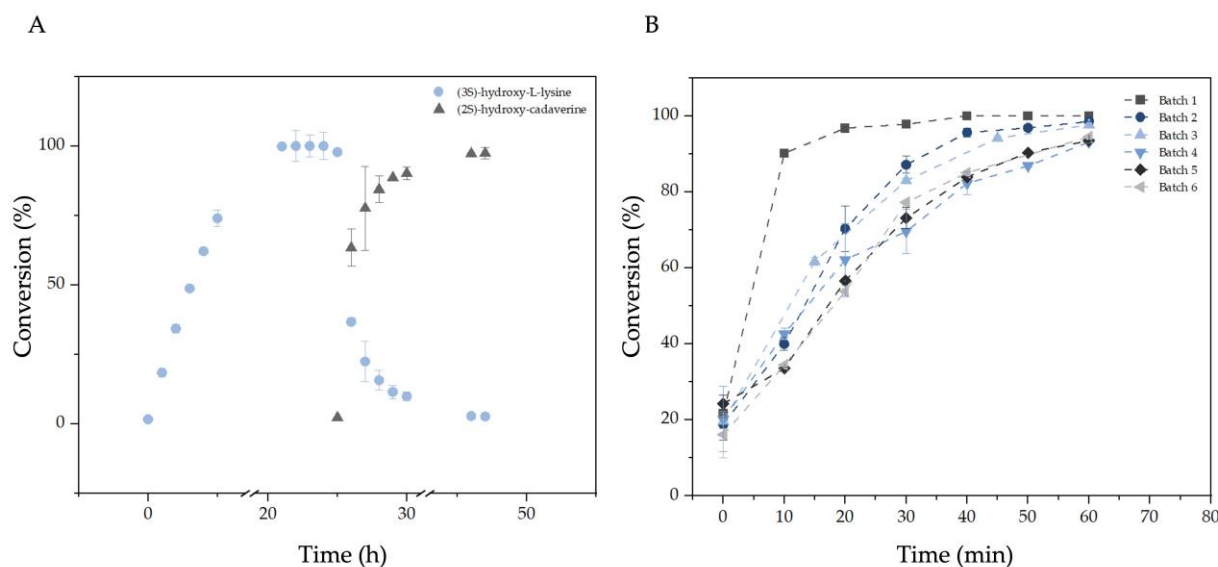 A
(3S)-hydroxy-L-lysine
(2S)-hydroxy-cadaverine
100
50
0
Conversion (%)
0
20
30
50
Time (h)
B
Batch 1
Batch 2
Batch 3
Batch 4
Batch 5
Batch 6
100
80
60
40
20
0
Conversion (%)
0
10
20
30
40
50
60
70
80
Time (min)